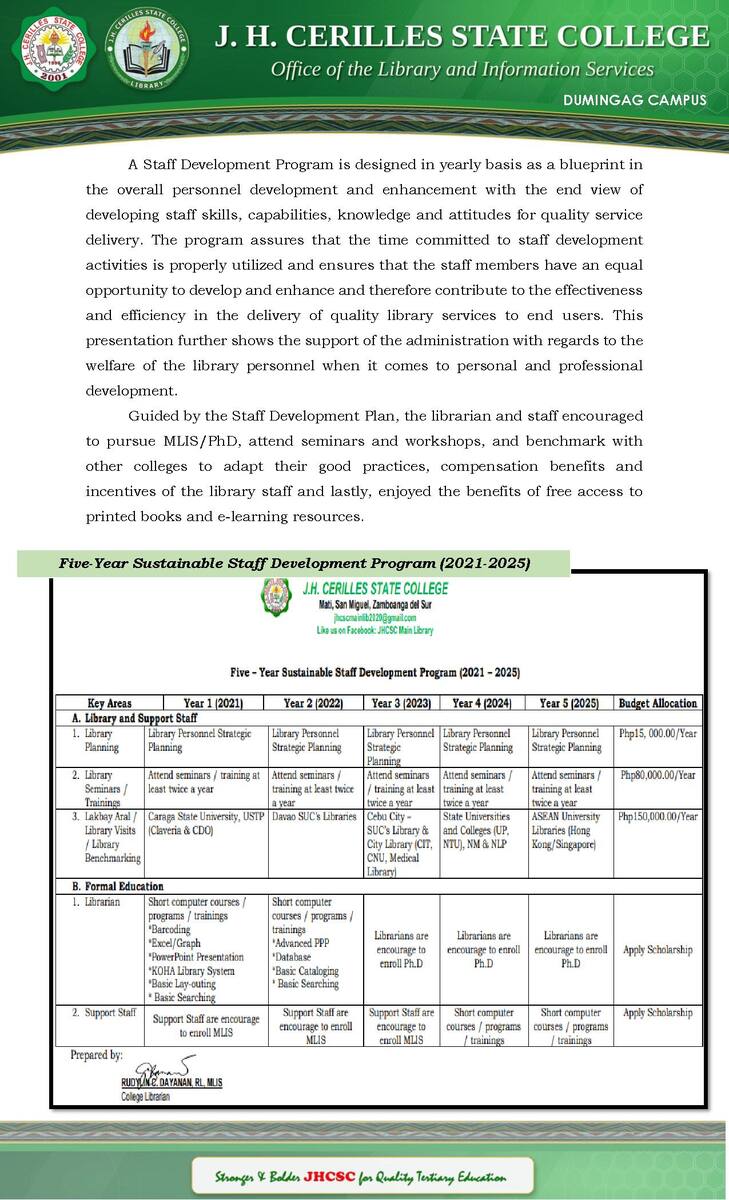 J. H. CERILLES STATE COLLEGE
Office of the Library and Information Services
DUMINGAG CAMPUS
J. H. CERILLES STATE COLLEGE
2001
J.H. CERILLES STATE COLLEGE
LIBRARY
A Staff Development Program is designed in yearly basis as a blueprint in
the overall personnel development and enhancement with the end view of
developing staff skills, capabilities, knowledge and attitudes for quality service
delivery. The program assures that the time committed to staff development
activities is properly utilized and ensures that the staff members have an equal
opportunity to develop and enhance and therefore contribute to the effectiveness
and efficiency in the delivery of quality library services to end users. This
presentation further shows the support of the administration with regards to the
welfare of the library personnel when it comes to personal and professional
development.
Guided by the Staff Development Plan, the librarian and staff encouraged
to pursue MLIS/PhD, attend seminars and workshops, and benchmark with
other colleges to adapt their good practices, compensation benefits and
incentives of the library staff and lastly, enjoyed the benefits of free access to
printed books and e-learning resources.
Five-Year Sustainable Staff Development Program (2021-2025)
J.H. CERILLES STATE COLLEGE
Mati, San Miguel, Zamboanga del Sur
jhcscmainlib2020@gmail.com
Like us on Facebook: JHCSC Main Library
Five – Year Sustainable Staff Development Program (2021 – 2025)
Key Areas Year 1 (2021) Year 2 (2022) Year 3 (2023) Year 4 (2024) Year 5 (2025) Budget Allocation
A. Library and Support Staff
1. Library
Planning
Library Personnel Strategic
Planning
Library Personnel
Strategic Planning
Library Personnel
Strategic
Planning
Library Personnel
Strategic Planning
Library Personnel
Strategic Planning
Php15, 000.00/Year
2. Library
Seminars /
Trainings
Attend seminars / training at
least twice a year
Attend seminars /
training at least twice
a year
Attend seminars
/ training at least
twice a year
Attend seminars /
training at least
twice a year
Attend seminars /
training at least
twice a year
Php80,000.00/Year
3. Lakbay Aral /
Library Visits
/ Library
Benchmarking
Caraga State University, USTP
(Claveria & CDO)
Davao SUC's Libraries
Cebu City –
SUC's Library &
City Library (CIT,
CNU, Medical
Library)
State Universities
and Colleges (UP,
NTU), NM & NLP
ASEAN University
Libraries (Hong
Kong/Singapore)
Php150,000.00/Year
B. Formal Education
1. Librarian
Short computer courses /
programs / trainings
*Barcoding
*Excel/Graph
*PowerPoint Presentation
*KOHA Library System
*Basic Lay-outing
* Basic Searching
Short computer
courses / programs /
trainings
*Advanced PPP
*Database
*Basic Cataloging
* Basic Searching
Librarians are
encourage to
enroll Ph.D
Librarians are
encourage to enroll
Ph.D
Librarians are
encourage to enroll
Ph.D
Apply Scholarship
2. Support Staff
Support Staff are encourage
to enroll MLIS
Support Staff are
encourage to enroll
MLIS
Support Staff are
encourage to
enroll MLIS
Short computer
courses / programs
/ trainings
Short computer
courses / programs
/ trainings
Apply Scholarship
Prepared by:
RUDYLIN C. DAYANAN, RL, MLIS
College Librarian
Stronger & Bolder JHCSC for Quality Tertiary Education